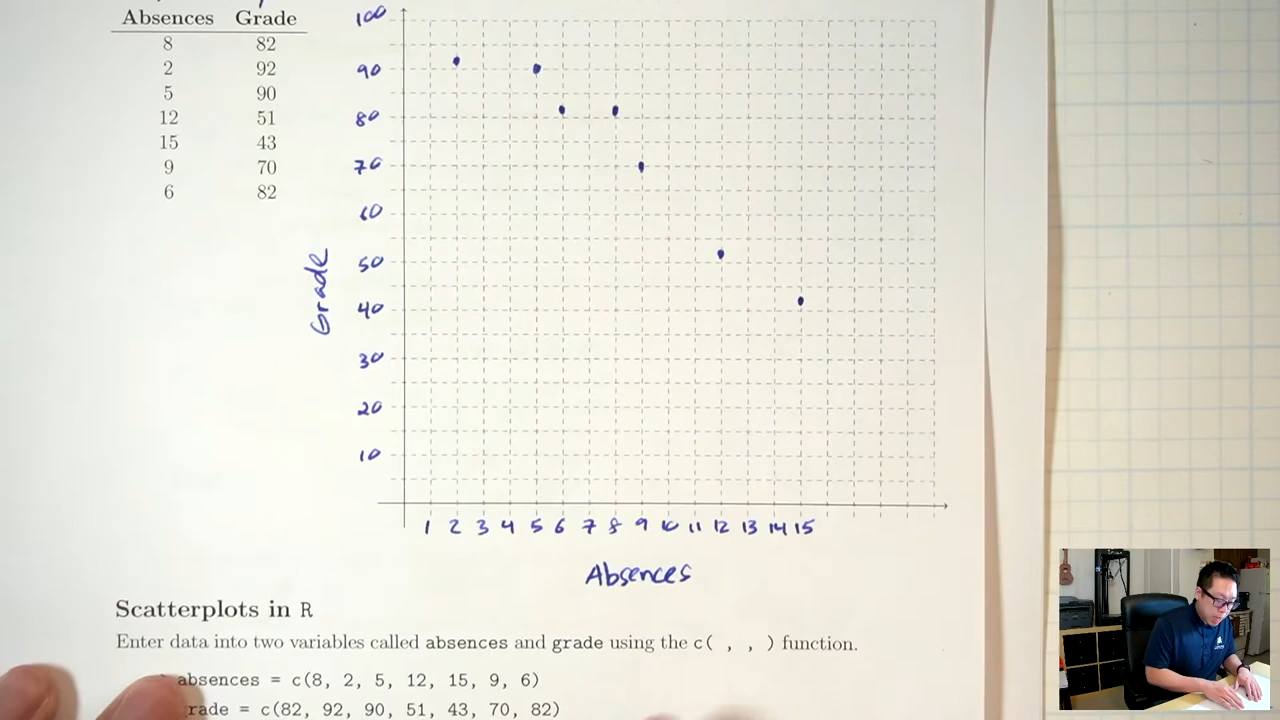 Absences Grade
8 82
2 92
5 90
12 51
15 43
9 70
6 82
100
90
80
70
60
50
40
30
20
10
Grade
1 2 3 4 5 6 7 8 9 10 11 12 13 14 15
Absences
Scatterplots in R
Enter data into two variables called absences and grade using the c( , , ) function.
absences = c(8, 2, 5, 12, 15, 9, 6)
rade = c(82, 92, 90, 51, 43, 70, 82)